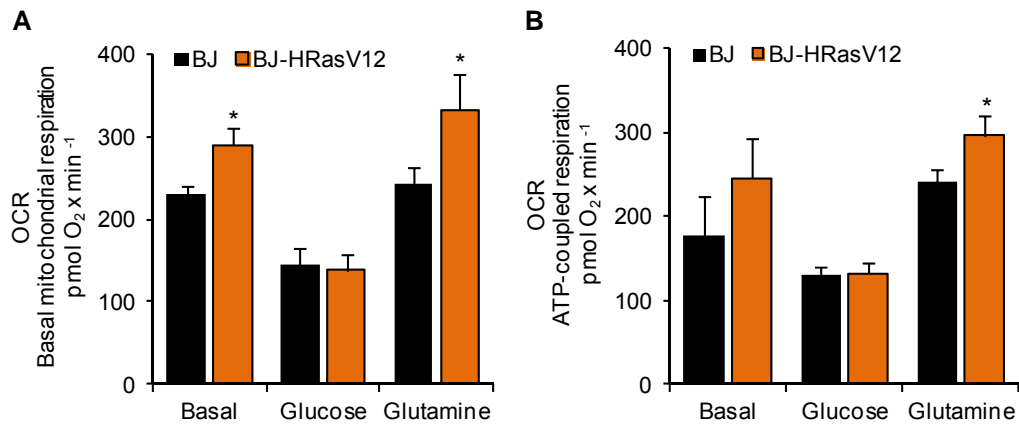 A
OCR
Basal mitochondrial respiration
pmol O₂ x min ⁻¹
BJ BJ-HRasV12
400
300
200
100
0
*
*
Basal Glucose Glutamine
B
OCR
ATP-coupled respiration
pmol O₂ x min ⁻¹
BJ BJ-HRasV12
400
300
200
100
0
*
Basal Glucose Glutamine